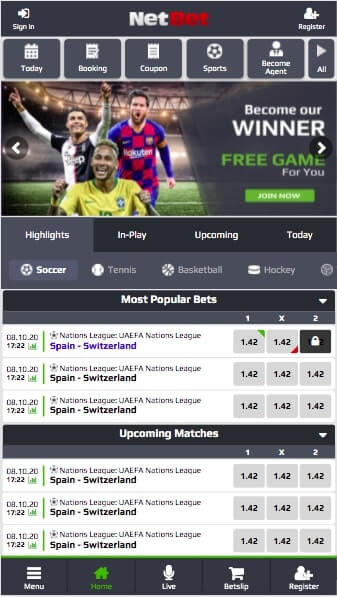 Sign In
NetBet
Register
Today
Booking
Coupon
Sports
Become Agent
All
Become our
WINNER
FREE GAME
For You
JOIN NOW
Rakuten
Jeep
Highlights In-Play Upcoming Today
Soccer Tennis Basketball Hockey
Most Popular Bets
1 X 2
08.10.20 Nations League: UAEFA Nations League
17:22 Spain - Switzerland 1.42 1.42
08.10.20 Nations League: UAEFA Nations League
17:22 Spain - Switzerland 1.42 1.42 1.42
08.10.20 Nations League: UAEFA Nations League
17:22 Spain - Switzerland 1.42 1.42 1.42
Upcoming Matches
1 X 2
08.10.20 Nations League: UAEFA Nations League
17:22 Spain - Switzerland 1.42 1.42 1.42
08.10.20 Nations League: UAEFA Nations League
17:22 Spain - Switzerland 1.42 1.42 1.42
08.10.20 Nations League: UAEFA Nations League
17:22 Spain - Switzerland 1.42 1.42 1.42
Menu Home Live Betslip Register